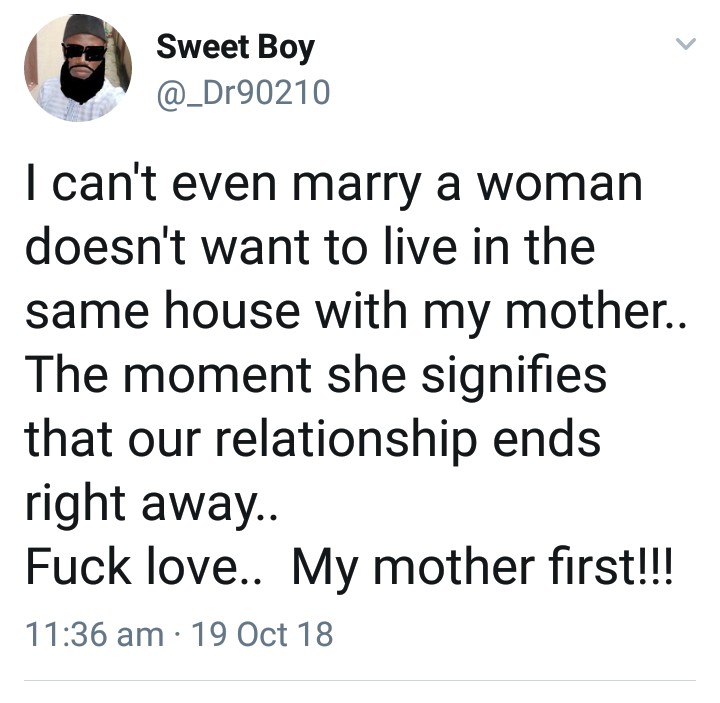 Sweet Boy
@_Dr90210
I can't even marry a woman
doesn't want to live in the
same house with my mother..
The moment she signifies
that our relationship ends
right away..
Fuck love..  My mother first!!!
11:36 am · 19 Oct 18